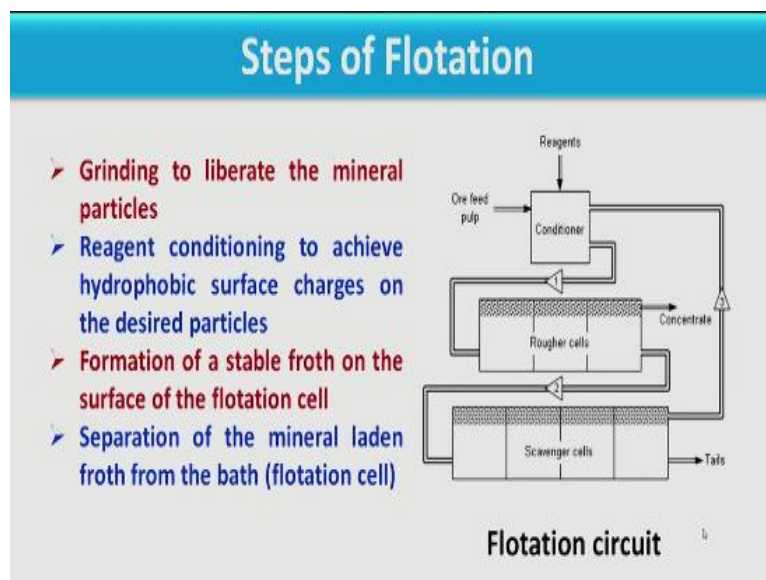 Steps of Flotation
➤ Grinding to liberate the mineral
particles
➤ Reagent conditioning to achieve
hydrophobic surface charges on
the desired particles
➤ Formation of a stable froth on the
surface of the flotation cell
➤ Separation of the mineral laden
froth from the bath (flotation cell)
Reagents
Ore feed
pulp
Conditioner
1
Concentrate
Rougher cells
2
Scavenger cells
Tails
Flotation circuit